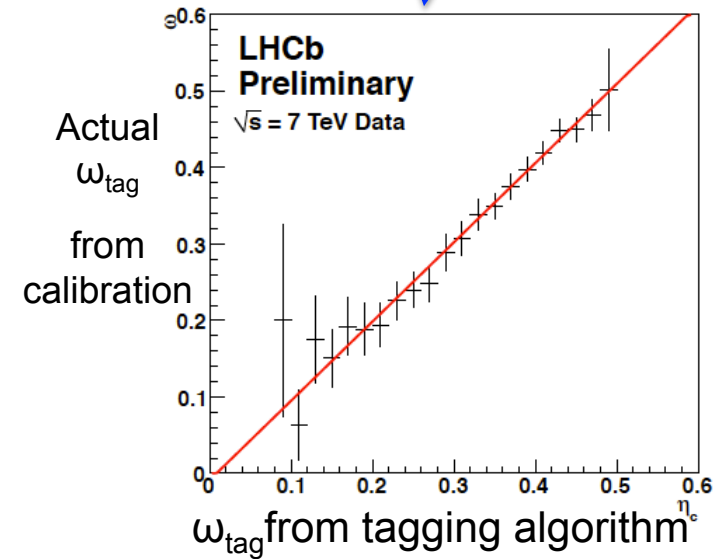 ω
0.6
LHCb
Preliminary
√s = 7 TeV Data
0.5
Actual
ω_tag
from
calibration
0.4
0.3
0.2
0.1
0
0 0.1 0.2 0.3 0.4 0.5 0.6
η_c
ω_tag from tagging algorithm